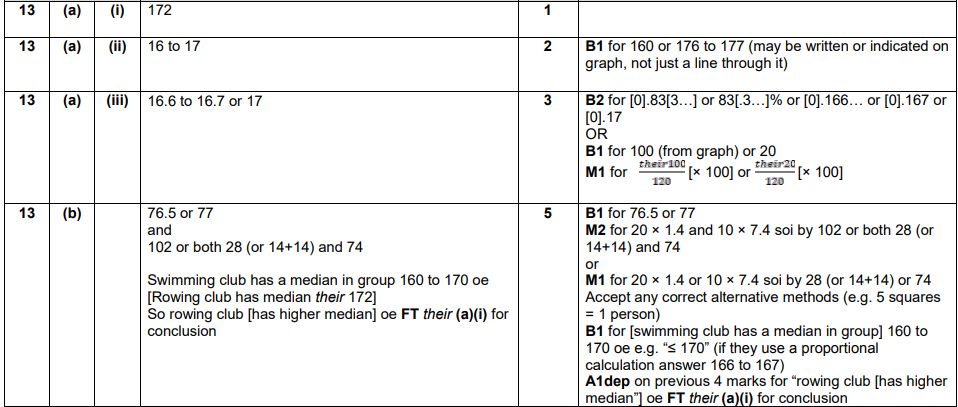 13 (a) (i) 172 1
13 (a) (ii) 16 to 17 2 B1 for 160 or 176 to 177 (may be written or indicated on
graph, not just a line through it)
13 (a) (iii) 16.6 to 16.7 or 17 3 B2 for [0].83[3…] or 83[.3…]% or [0].166… or [0].167 or
[0].17
OR
B1 for 100 (from graph) or 20
M1 for their100/120 [× 100] or their20/120 [× 100]
13 (b) 76.5 or 77 5 B1 for 76.5 or 77
and M2 for 20 × 1.4 and 10 × 7.4 soi by 102 or both 28 (or
102 or both 28 (or 14+14) and 74 14+14) and 74
or
Swimming club has a median in group 160 to 170 oe M1 for 20 × 1.4 or 10 × 7.4 soi by 28 (or 14+14) or 74
[Rowing club has median their 172] Accept any correct alternative methods (e.g. 5 squares
So rowing club [has higher median] oe FT their (a)(i) for = 1 person)
conclusion B1 for [swimming club has a median in group] 160 to
170 oe e.g. “≤ 170” (if they use a proportional
calculation answer 166 to 167)
A1dep on previous 4 marks for “rowing club [has higher
median”] oe FT their (a)(i) for conclusion